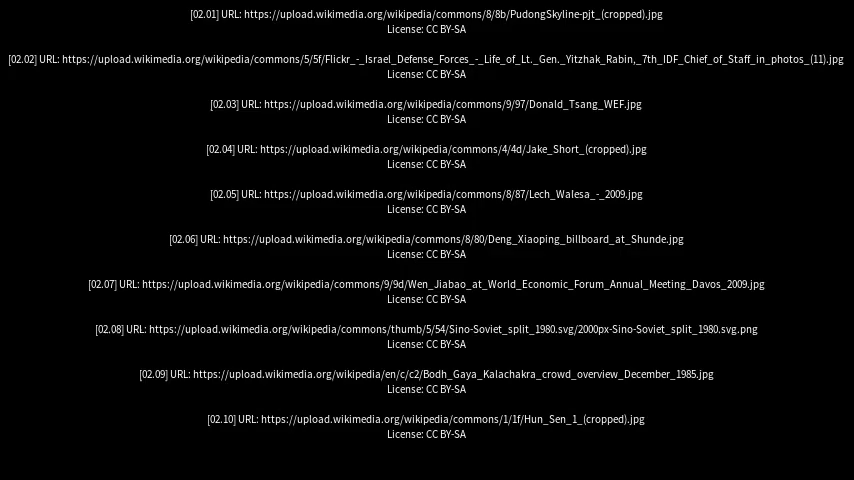 [02.01] URL: https://upload.wikimedia.org/wikipedia/commons/8/8b/PudongSkyline-pjt_(cropped).jpg
License: CC BY-SA
[02.02] URL: https://upload.wikimedia.org/wikipedia/commons/5/5f/Flickr_-_Israel_Defense_Forces_-_Life_of_Lt._Gen._Yitzhak_Rabin,_7th_IDF_Chief_of_Staff_in_photos_(11).jpg
License: CC BY-SA
[02.03] URL: https://upload.wikimedia.org/wikipedia/commons/9/97/Donald_Tsang_WEF.jpg
License: CC BY-SA
[02.04] URL: https://upload.wikimedia.org/wikipedia/commons/4/4d/Jake_Short_(cropped).jpg
License: CC BY-SA
[02.05] URL: https://upload.wikimedia.org/wikipedia/commons/8/87/Lech_Walesa_-_2009.jpg
License: CC BY-SA
[02.06] URL: https://upload.wikimedia.org/wikipedia/commons/8/80/Deng_Xiaoping_billboard_at_Shunde.jpg
License: CC BY-SA
[02.07] URL: https://upload.wikimedia.org/wikipedia/commons/9/9d/Wen_Jiabao_at_World_Economic_Forum_Annual_Meeting_Davos_2009.jpg
License: CC BY-SA
[02.08] URL: https://upload.wikimedia.org/wikipedia/commons/thumb/5/54/Sino-Soviet_split_1980.svg/2000px-Sino-Soviet_split_1980.svg.png
License: CC BY-SA
[02.09] URL: https://upload.wikimedia.org/wikipedia/en/c/c2/Bodh_Gaya_Kalachakra_crowd_overview_December_1985.jpg
License: CC BY-SA
[02.10] URL: https://upload.wikimedia.org/wikipedia/commons/1/1f/Hun_Sen_1_(cropped).jpg
License: CC BY-SA